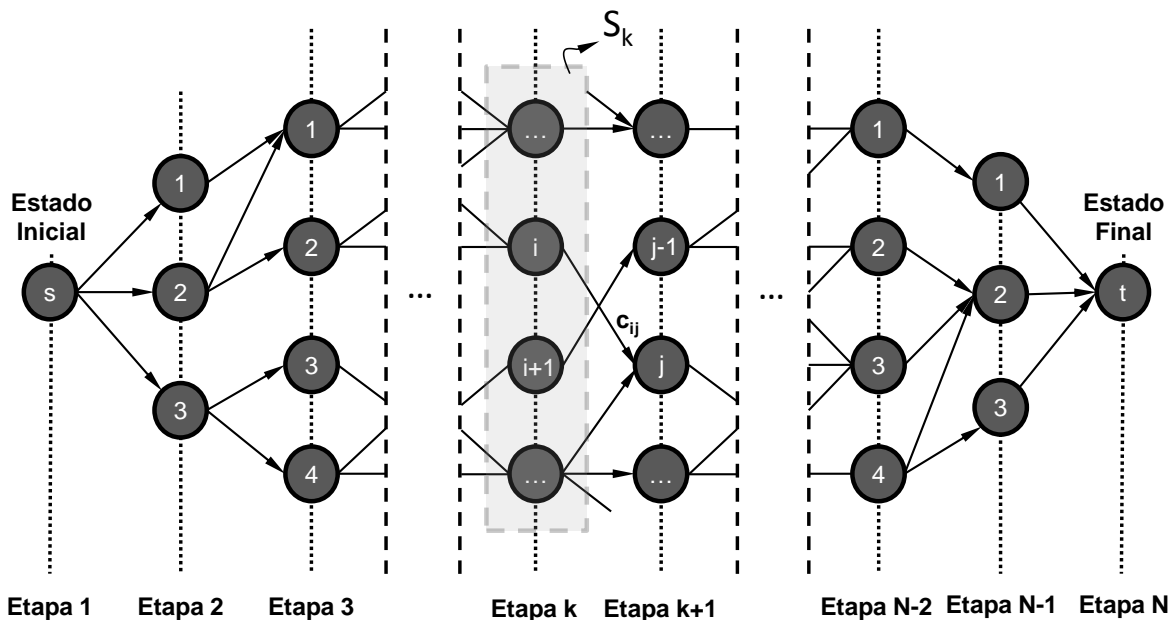 S_k
1
...
...
1
1
1
Estado
Inicial
Estado
Final
2
i
j-1
2
s
2
...
...
2
t
c_ij
3
i+1
j
3
3
3
4
...
...
4
Etapa 1
Etapa 2
Etapa 3
Etapa k
Etapa k+1
Etapa N-2
Etapa N-1
Etapa N